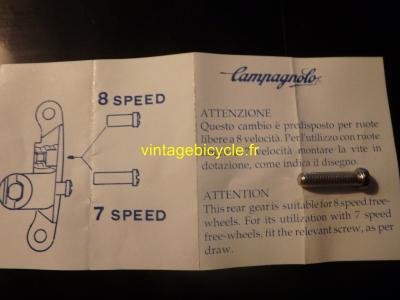 Campagnolo
8 SPEED
7 SPEED
ATTENZIONE
Questo cambio è predisposto per ruote
libere a 8 velocità. Per l'utilizzo con ruote
velocità montare la vite in
dotazione, come indica il disegno.
ATTENTION
This rear gear is suitable for 8 speed free-
wheels. For its utilization with 7 speed
free-wheels, fit the relevant screw, as per
draw.
vintagebicycle.fr